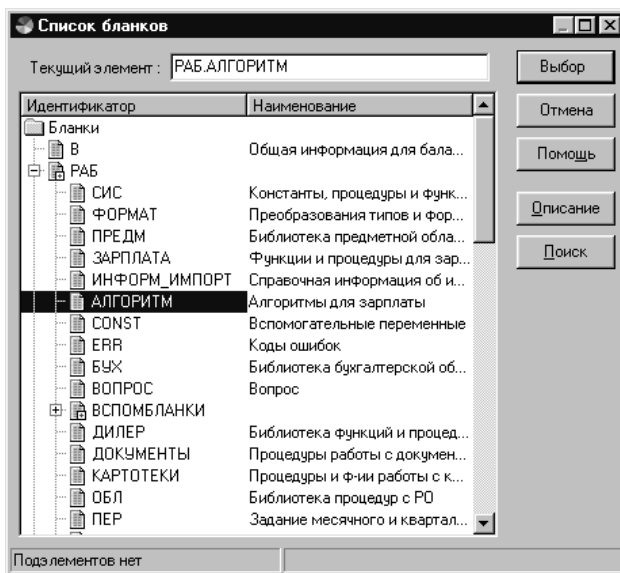 Список бланков
Текущий элемент : РАБ.АЛГОРИТМ
Выбор
Отмена
Помощь
Описание
Поиск
Идентификатор Наименование
Бланки
В Общая информация для бала...
РАБ
СИС Константы, процедуры и функ...
ФОРМАТ Преобразования типов и фор...
ПРЕДМ Библиотека предметной обла...
ЗАРПЛАТА Функции и процедуры для зар...
ИНФОРМ_ИМПОРТ Справочная информация об и...
АЛГОРИТМ Алгоритмы для зарплаты
CONST Вспомогательные переменные
ERR Коды ошибок
БУХ Библиотека бухгалтерской об...
ВОПРОС Вопрос
ВСПОМБЛАНКИ
ДИЛЕР Библиотека функций и процед...
ДОКУМЕНТЫ Процедуры работы с докумен...
КАРТОТЕКИ Процедуры и ф-ии работы с к...
ОБЛ Библиотека процедур с РО
ПЕР Задание месячного и квартал...
Подэлементов нет